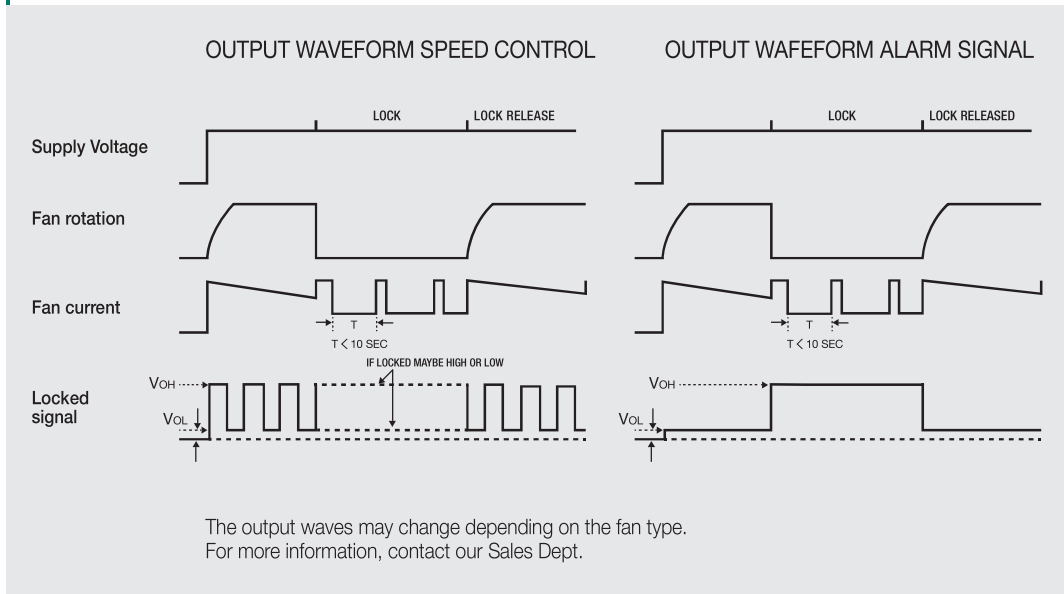 OUTPUT WAVEFORM SPEED CONTROL
OUTPUT WAFEFORM ALARM SIGNAL
LOCK
LOCK RELEASE
LOCK
LOCK RELEASED
Supply Voltage
Fan rotation
Fan current
T
T < 10 SEC
T
T < 10 SEC
IF LOCKED MAYBE HIGH OR LOW
Locked
signal
VOH
VOL
VOH
VOL
The output waves may change depending on the fan type.
For more information, contact our Sales Dept.